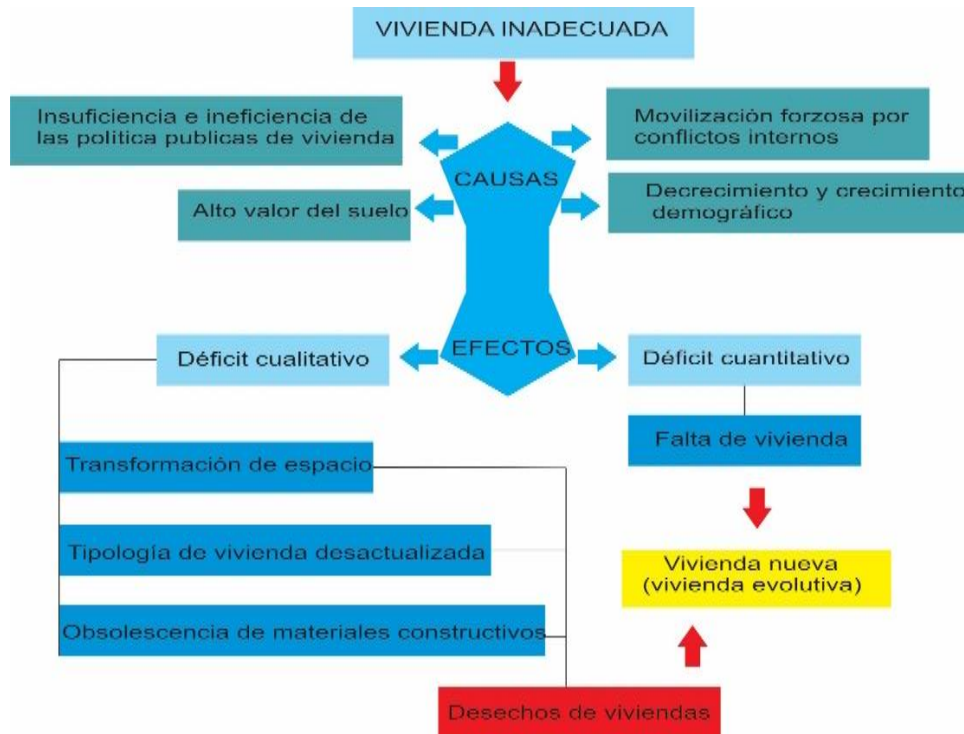 VIVIENDA INADECUADA
Insuficiencia e ineficiencia de
las política publicas de vivienda
Movilización forzosa por
conflictos internos
CAUSAS
Alto valor del suelo
Decrecimiento y crecimiento
demográfico
EFECTOS
Déficit cualitativo
Déficit cuantitativo
Falta de vivienda
Transformación de espacio
Tipología de vivienda desactualizada
Vivienda nueva
(vivienda evolutiva)
Obsolescencia de materiales constructivos
Desechos de viviendas